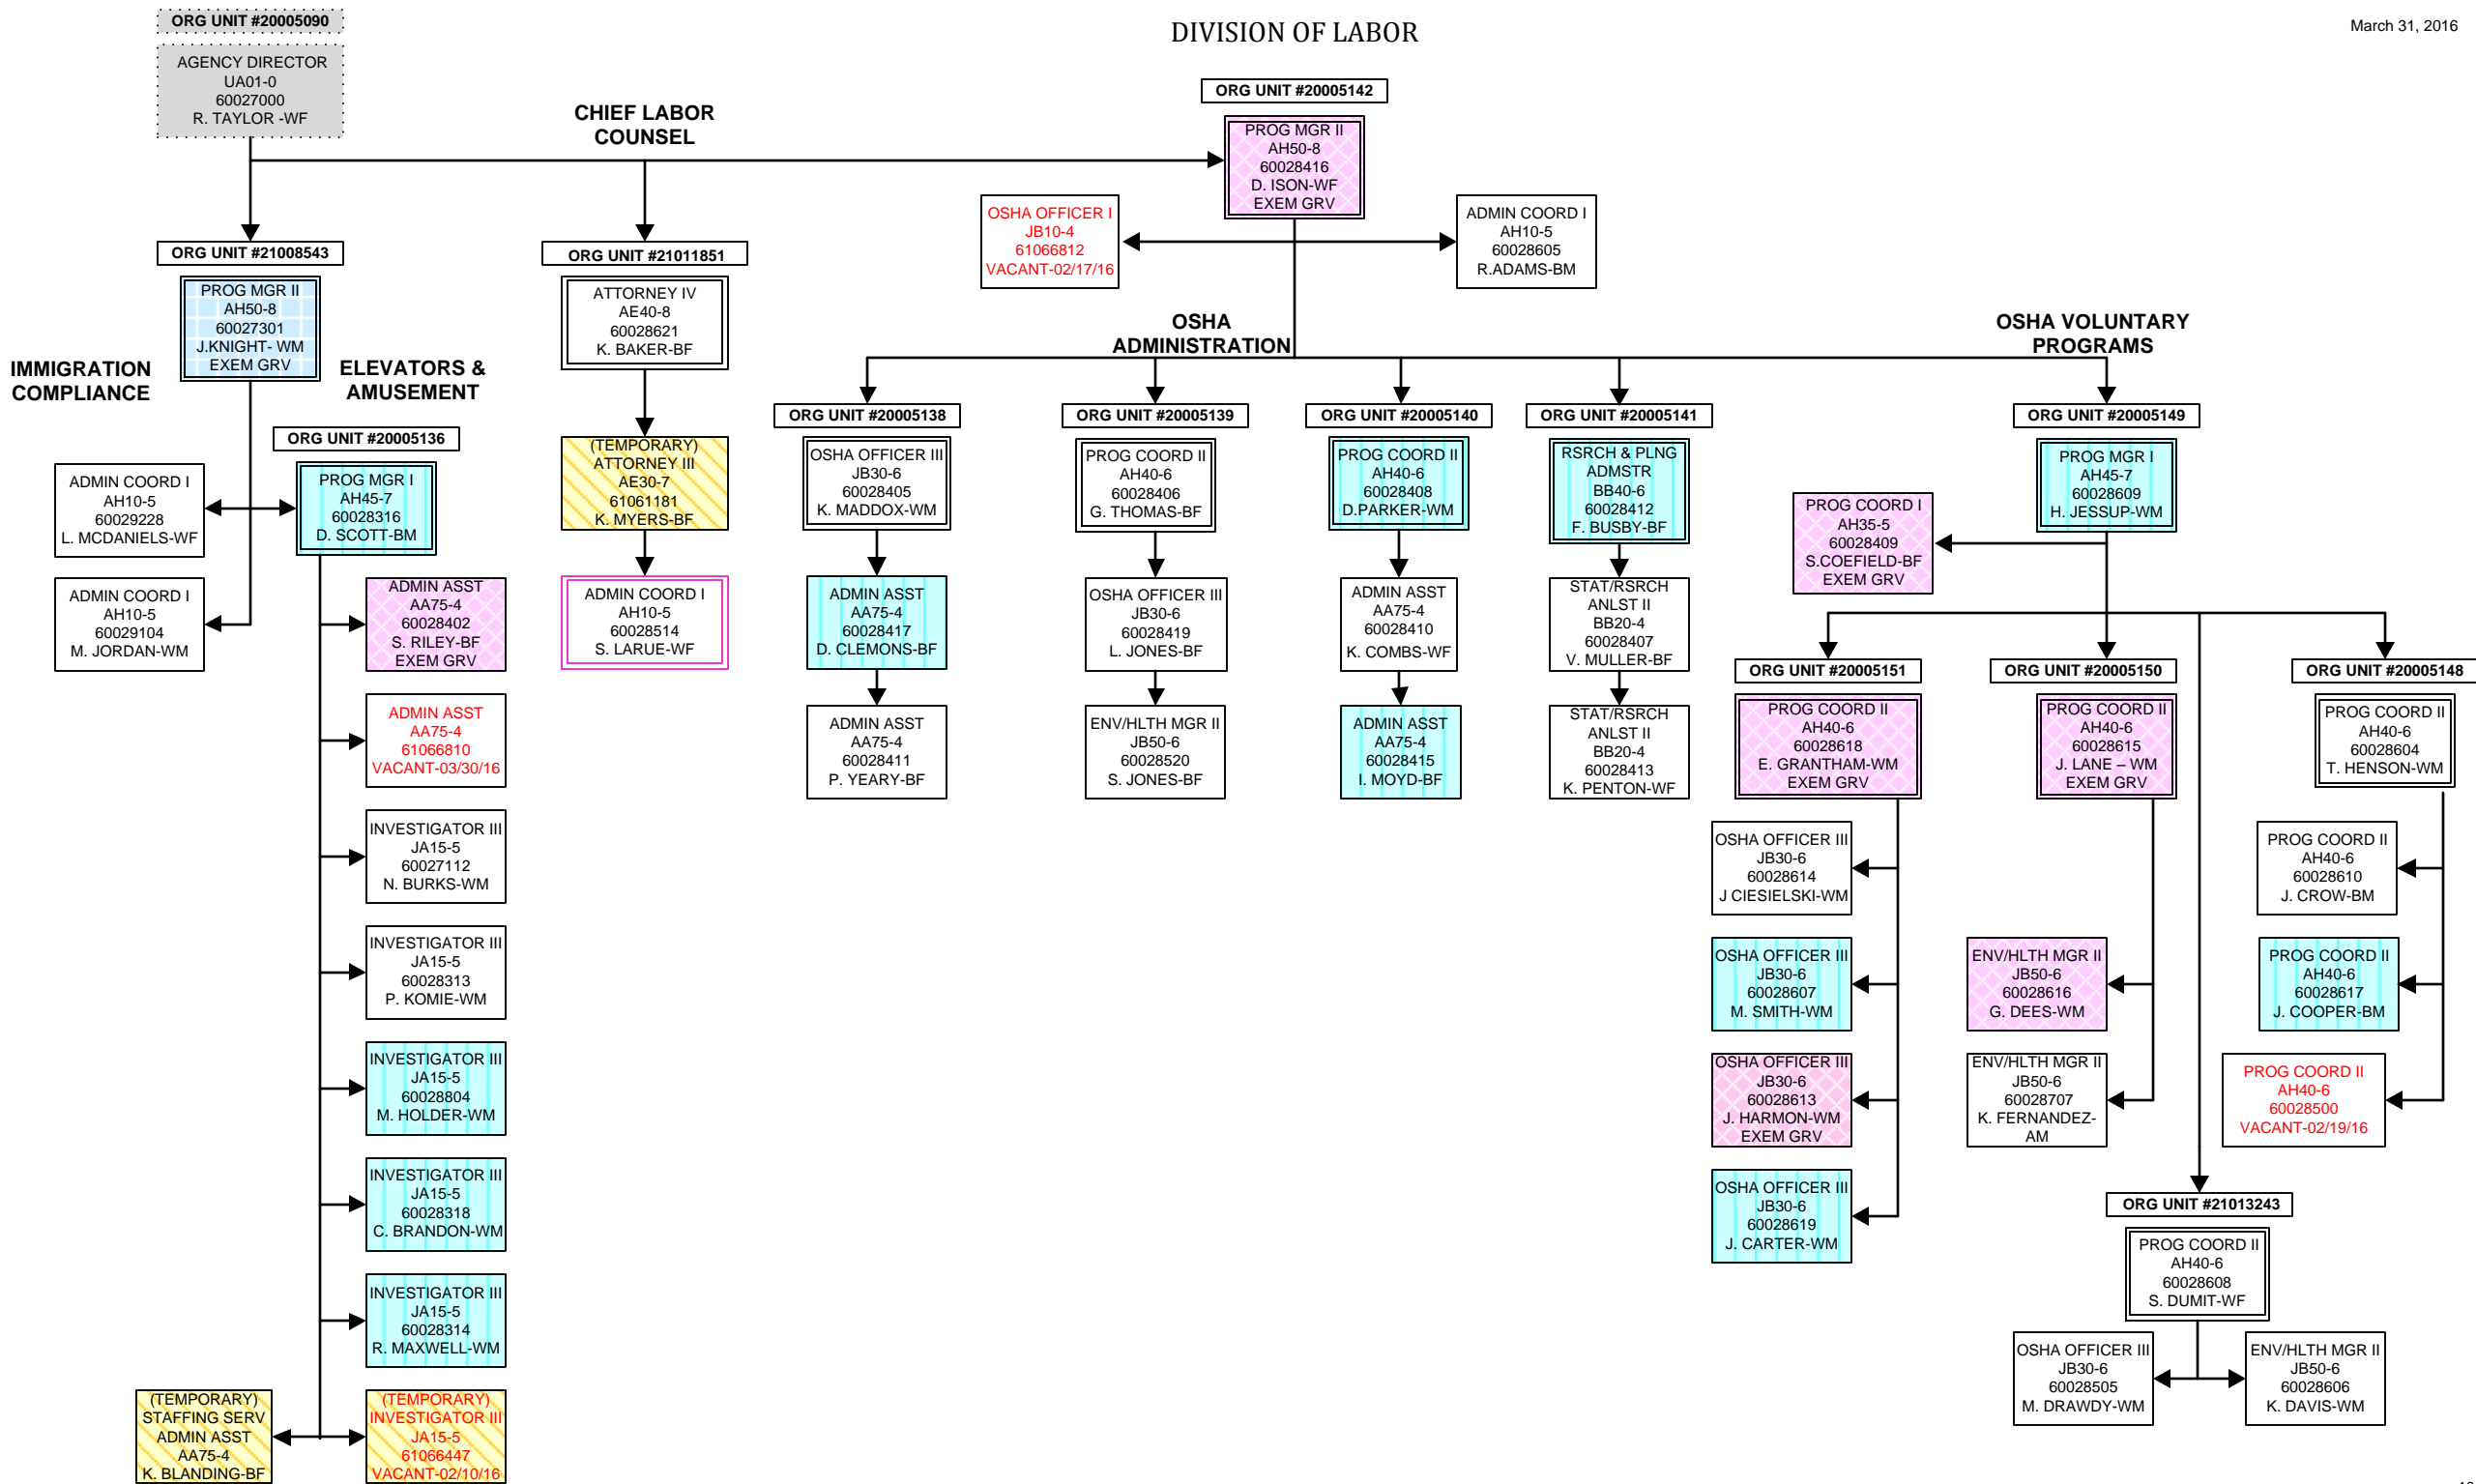 ORG UNIT #20005090
AGENCY DIRECTOR
UA01-0
60027000
R. TAYLOR -WF
DIVISION OF LABOR
March 31, 2016
CHIEF LABOR
COUNSEL
ORG UNIT #20005142
PROG MGR II
AH50-8
60028416
D. ISON-WF
EXEM GRV
OSHA OFFICER I
JB10-4
61066812
VACANT-02/17/16
ADMIN COORD I
AH10-5
60028605
R.ADAMS-BM
ORG UNIT #21008543
PROG MGR II
AH50-8
60027301
J.KNIGHT- WM
EXEM GRV
IMMIGRATION
COMPLIANCE
ELEVATORS &
AMUSEMENT
ADMIN COORD I
AH10-5
60029228
L. MCDANIELS-WF
ADMIN COORD I
AH10-5
60029104
M. JORDAN-WM
ORG UNIT #20005136
PROG MGR I
AH45-7
60028316
D. SCOTT-BM
ADMIN ASST
AA75-4
60028402
S. RILEY-BF
EXEM GRV
ADMIN ASST
AA75-4
61066810
VACANT-03/30/16
INVESTIGATOR III
JA15-5
60027112
N. BURKS-WM
INVESTIGATOR III
JA15-5
60028313
P. KOMIE-WM
INVESTIGATOR III
JA15-5
60028804
M. HOLDER-WM
INVESTIGATOR III
JA15-5
60028318
C. BRANDON-WM
INVESTIGATOR III
JA15-5
60028314
R. MAXWELL-WM
(TEMPORARY)
STAFFING SERV
ADMIN ASST
AA75-4
K. BLANDING-BF
(TEMPORARY)
INVESTIGATOR III
JA15-5
61066447
VACANT-02/10/16
ORG UNIT #21011851
ATTORNEY IV
AE40-8
60028621
K. BAKER-BF
(TEMPORARY)
ATTORNEY III
AE30-7
61061181
K. MYERS-BF
ADMIN COORD I
AH10-5
60028514
S. LARUE-WF
OSHA
ADMINISTRATION
OSHA VOLUNTARY
PROGRAMS
ORG UNIT #20005138
OSHA OFFICER III
JB30-6
60028405
K. MADDOX-WM
ADMIN ASST
AA75-4
60028417
D. CLEMONS-BF
ADMIN ASST
AA75-4
60028411
P. YEARY-BF
ORG UNIT #20005139
PROG COORD II
AH40-6
60028406
G. THOMAS-BF
OSHA OFFICER III
JB30-6
60028419
L. JONES-BF
ENV/HLTH MGR II
JB50-6
60028520
S. JONES-BF
ORG UNIT #20005140
PROG COORD II
AH40-6
60028408
D.PARKER-WM
ADMIN ASST
AA75-4
60028410
K. COMBS-WF
ADMIN ASST
AA75-4
60028415
I. MOYD-BF
ORG UNIT #20005141
RSRCH & PLNG
ADMSTR
BB40-6
60028412
F. BUSBY-BF
STAT/RSRCH
ANLST II
BB20-4
60028407
V. MULLER-BF
STAT/RSRCH
ANLST II
BB20-4
60028413
K. PENTON-WF
ORG UNIT #20005149
PROG MGR I
AH45-7
60028609
H. JESSUP-WM
PROG COORD I
AH35-5
60028409
S.COEFIELD-BF
EXEM GRV
ORG UNIT #20005151
PROG COORD II
AH40-6
60028618
E. GRANTHAM-WM
EXEM GRV
OSHA OFFICER III
JB30-6
60028614
J CIESIELSKI-WM
OSHA OFFICER III
JB30-6
60028607
M. SMITH-WM
OSHA OFFICER III
JB30-6
60028613
J. HARMON-WM
EXEM GRV
OSHA OFFICER III
JB30-6
60028619
J. CARTER-WM
ORG UNIT #20005150
PROG COORD II
AH40-6
60028615
J. LANE – WM
EXEM GRV
ENV/HLTH MGR II
JB50-6
60028616
G. DEES-WM
ENV/HLTH MGR II
JB50-6
60028707
K. FERNANDEZ-
AM
ORG UNIT #20005148
PROG COORD II
AH40-6
60028604
T. HENSON-WM
PROG COORD II
AH40-6
60028610
J. CROW-BM
PROG COORD II
AH40-6
60028617
J. COOPER-BM
PROG COORD II
AH40-6
60028500
VACANT-02/19/16
ORG UNIT #21013243
PROG COORD II
AH40-6
60028608
S. DUMIT-WF
OSHA OFFICER III
JB30-6
60028505
M. DRAWDY-WM
ENV/HLTH MGR II
JB50-6
60028606
K. DAVIS-WM